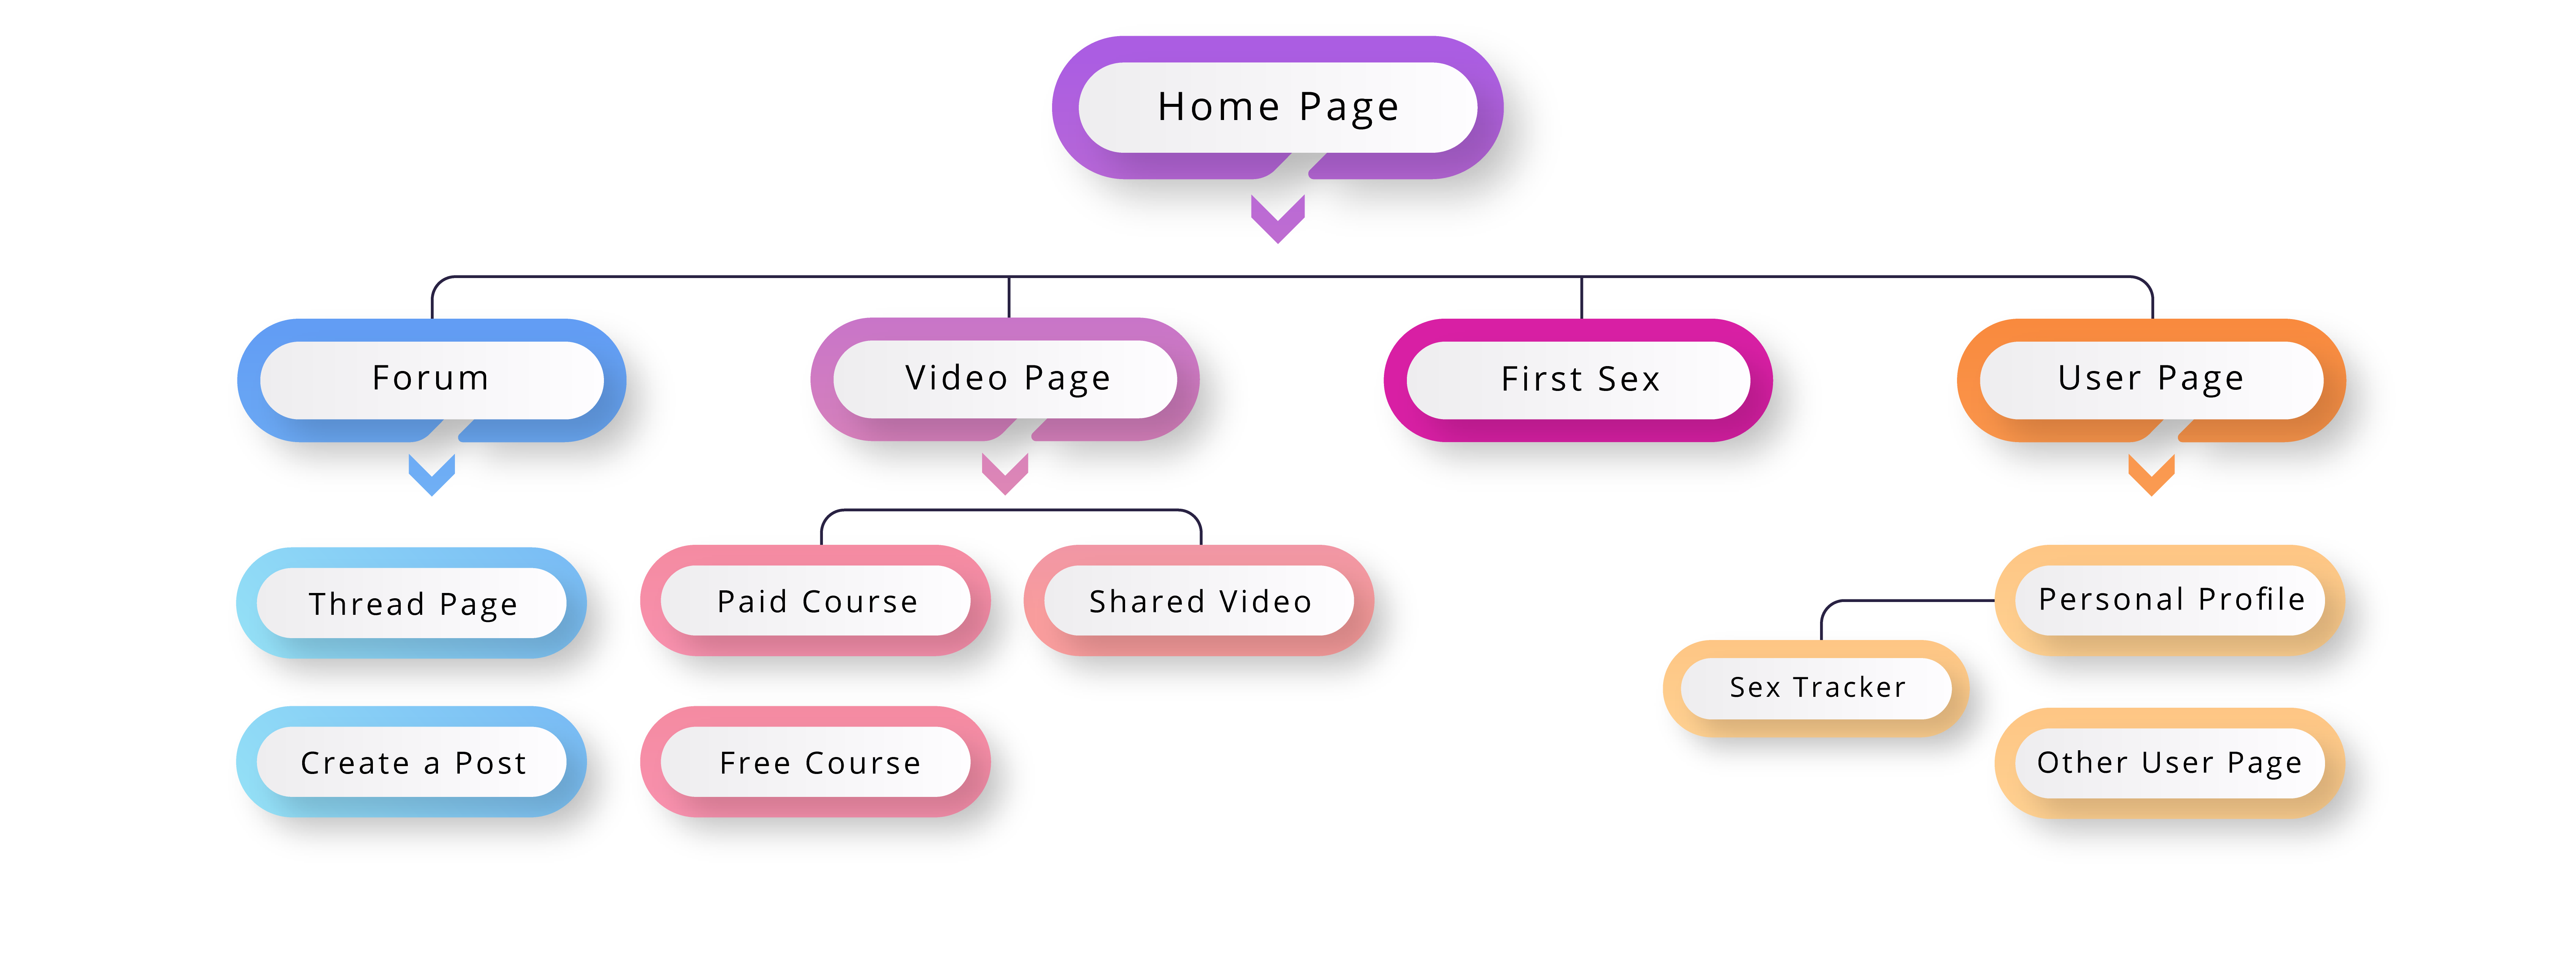 Home Page
Forum
Video Page
First Sex
User Page
Thread Page
Paid Course
Shared Video
Personal Profile
Sex Tracker
Create a Post
Free Course
Other User Page